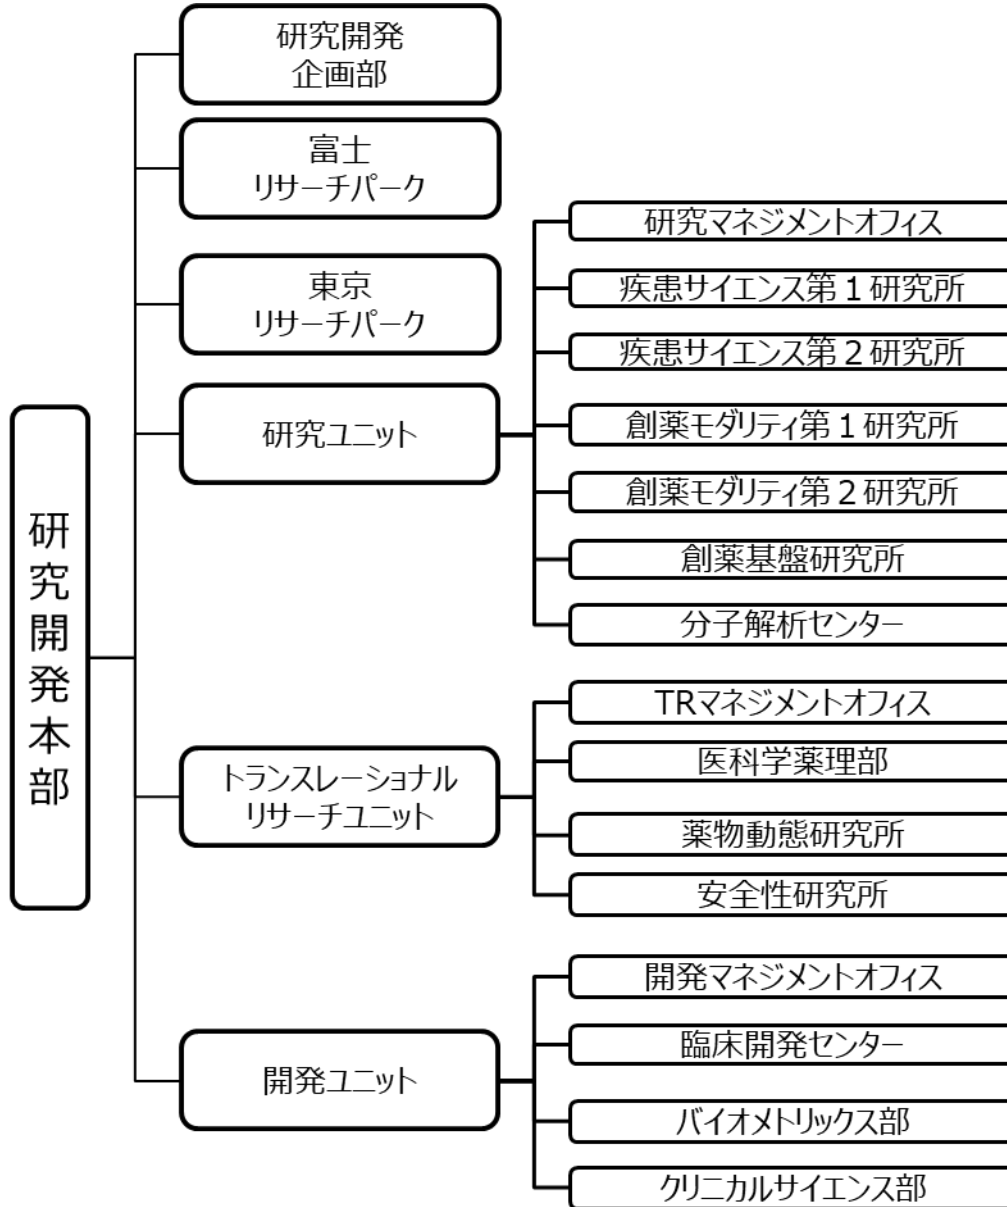 研究開発本部
研究開発
企画部
富士
リサーチパーク
東京
リサーチパーク
研究ユニット
研究マネジメントオフィス
疾患サイエンス第１研究所
疾患サイエンス第２研究所
創薬モダリティ第１研究所
創薬モダリティ第２研究所
創薬基盤研究所
分子解析センター
トランスレーショナル
リサーチユニット
TRマネジメントオフィス
医科学薬理部
薬物動態研究所
安全性研究所
開発ユニット
開発マネジメントオフィス
臨床開発センター
バイオメトリックス部
クリニカルサイエンス部